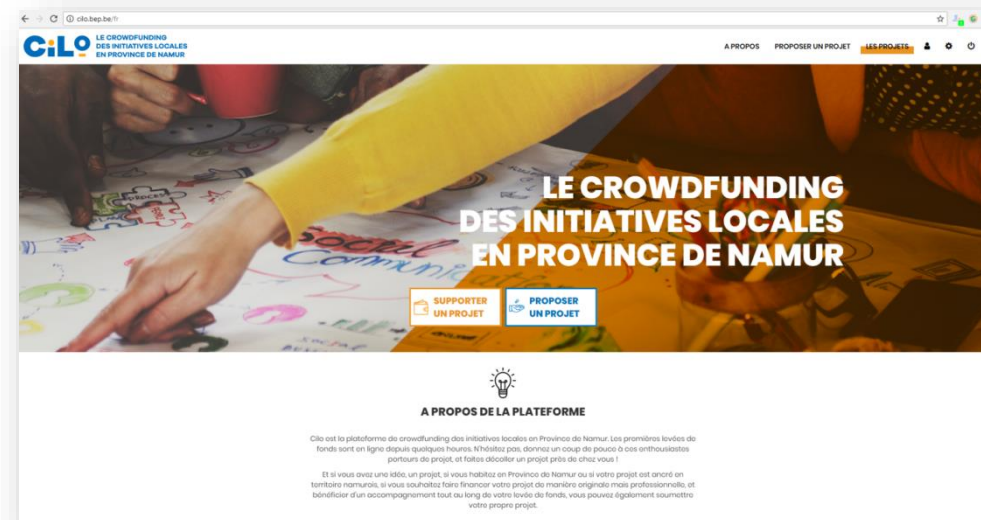 cilo.bep.be/fr
CiLO
LE CROWDFUNDING
DES INITIATIVES LOCALES
EN PROVINCE DE NAMUR
A PROPOS PROPOSER UN PROJET LES PROJETS
LE CROWDFUNDING
DES INITIATIVES LOCALES
EN PROVINCE DE NAMUR
Social
Communication
SUPPORTER
UN PROJET
PROPOSER
UN PROJET
A PROPOS DE LA PLATEFORME
Cilo est la plateforme de crowdfunding des initiatives locales en Province de Namur. Les premières levées de
fonds sont en ligne depuis quelques heures. N'hésitez pas, donnez un coup de pouce à ces enthousiastes
porteurs de projet, et faites décoller un projet près de chez vous !
Et si vous avez une idée, un projet, si vous habitez en Province de Namur ou si votre projet est ancré en
territoire namurois, si vous souhaitez faire financer votre projet de manière originale mais professionnelle, et
bénéficier d'un accompagnement tout au long de votre levée de fonds, vous pouvez également soumettre
votre propre projet.